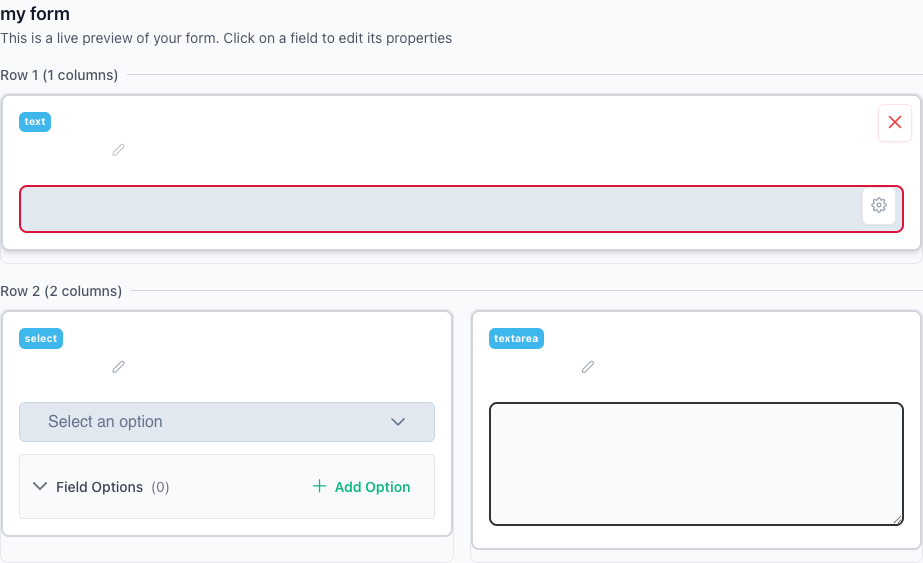 my form
This is a live preview of your form. Click on a field to edit its properties
Row 1 (1 columns)
text
Row 2 (2 columns)
select
textarea
Select an option
Field Options (0)
Add Option